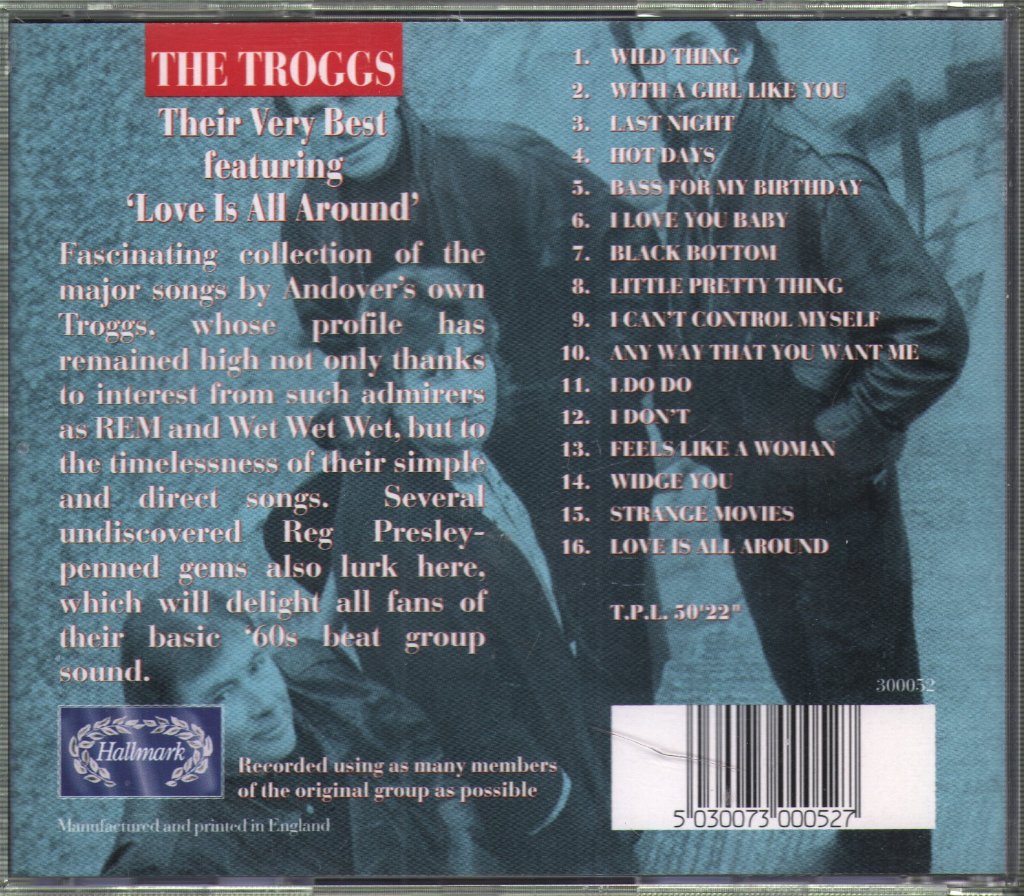 THE TROGGS
Their Very Best
featuring
‘Love Is All Around’
Fascinating collection of the
major songs by Andover's own
Troggs, whose profile has
remained high not only thanks
to interest from such admirers
as REM and Wet Wet Wet, but to
the timelessness of their simple
and direct songs. Several
undiscovered Reg Presley-
penned gems also lurk here,
which will delight all fans of
their basic ‘60s beat group
sound.
Hallmark
Recorded using as many members
of the original group as possible
Manufactured and printed in England
1. WILD THING
2. WITH A GIRL LIKE YOU
3. LAST NIGHT
4. HOT DAYS
5. BASS FOR MY BIRTHDAY
6. I LOVE YOU BABY
7. BLACK BOTTOM
8. LITTLE PRETTY THING
9. I CAN'T CONTROL MYSELF
10. ANY WAY THAT YOU WANT ME
11. I DO DO
12. I DON'T
13. FEELS LIKE A WOMAN
14. WIDGE YOU
15. STRANGE MOVIES
16. LOVE IS ALL AROUND
T.P.L. 50'22"
300052
5 030073 000527